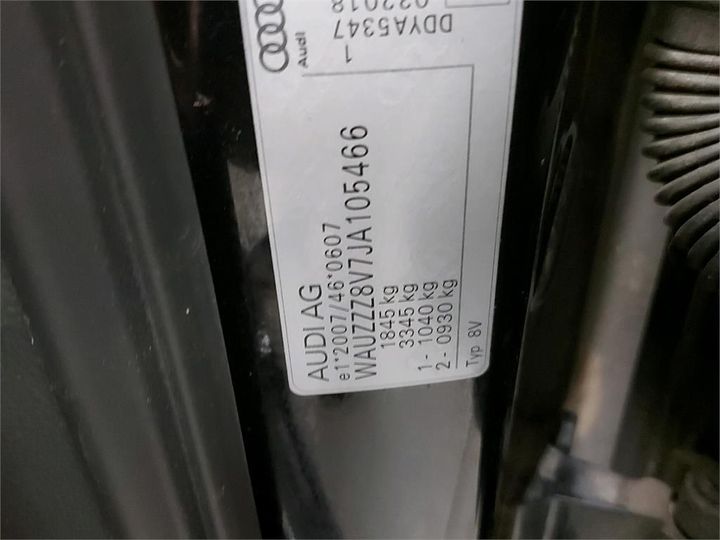 AUDI AG
e1*2007/46*0607
WAUZZZ8V7JA105466
1845 kg
3345 kg
1 - 1040 kg
2 - 0930 kg
Typ 8V
Audi
1
DDYA5347